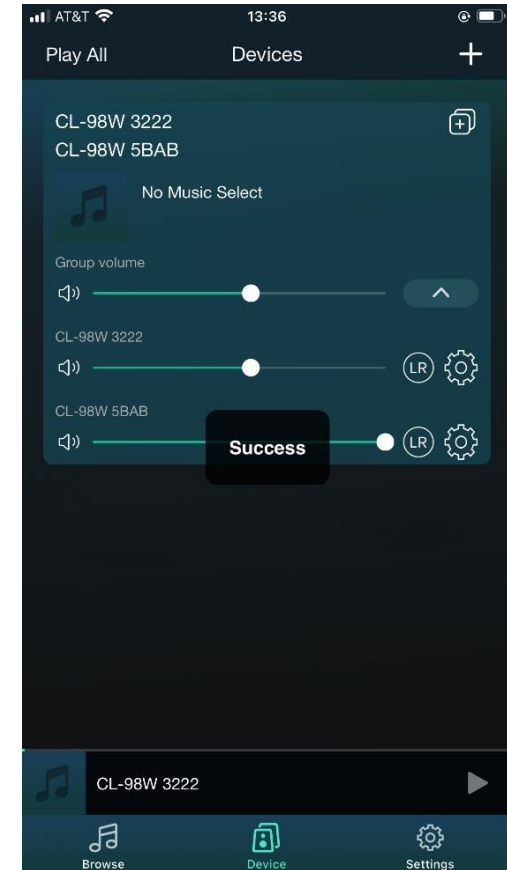 AT&T 13:36
Play All Devices +
CL-98W 3222
CL-98W 5BAB
No Music Select
Group volume
CL-98W 3222
LR
CL-98W 5BAB
LR
Success
CL-98W 3222
Browse Device Settings